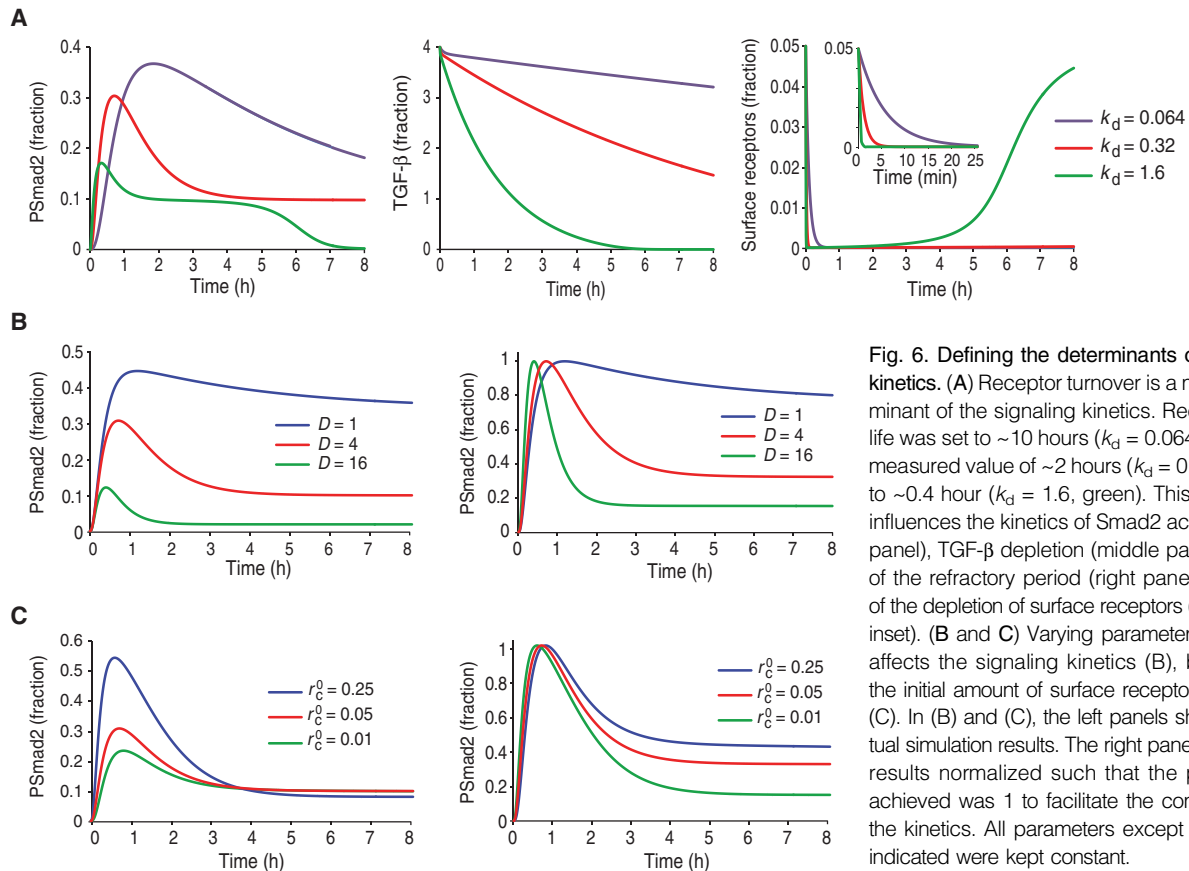 A
PSmad2 (fraction)
0.4
0.3
0.2
0.1
0
0 1 2 3 4 5 6 7 8
Time (h)
TGF-β (fraction)
4
3
2
1
0
0 1 2 3 4 5 6 7 8
Time (h)
Surface receptors (fraction)
0.05
0.04
0.03
0.02
0.01
0
0 1 2 3 4 5 6 7 8
Time (h)
0.05
0
0 5 10 15 20 25
Time (min)
kd = 0.064
kd = 0.32
kd = 1.6
B
PSmad2 (fraction)
0.5
0.4
0.3
0.2
0.1
0
0 1 2 3 4 5 6 7 8
Time (h)
D = 1
D = 4
D = 16
PSmad2 (fraction)
1
0.8
0.6
0.4
0.2
0
0 1 2 3 4 5 6 7 8
Time (h)
D = 1
D = 4
D = 16
C
PSmad2 (fraction)
0.6
0.5
0.4
0.3
0.2
0.1
0
0 1 2 3 4 5 6 7 8
Time (h)
r0c = 0.25
r0c = 0.05
r0c = 0.01
PSmad2 (fraction)
1
0.8
0.6
0.4
0.2
0
0 1 2 3 4 5 6 7 8
Time (h)
r0c = 0.25
r0c = 0.05
r0c = 0.01
Fig. 6. Defining the determinants
kinetics. (A) Receptor turnover is a
minant of the signaling kinetics.
life was set to ~10 hours (kd = 0.064
measured value of ~2 hours (kd =
to ~0.4 hour (kd = 1.6, green). This
influences the kinetics of Smad2
panel), TGF-β depletion (middle
of the refractory period (right
of the depletion of surface receptors
inset). (B and C) Varying
affects the signaling kinetics (B),
the initial amount of surface
(C). In (B) and (C), the left panels
tual simulation results. The right
results normalized such that the
achieved was 1 to facilitate the
the kinetics. All parameters except
indicated were kept constant.